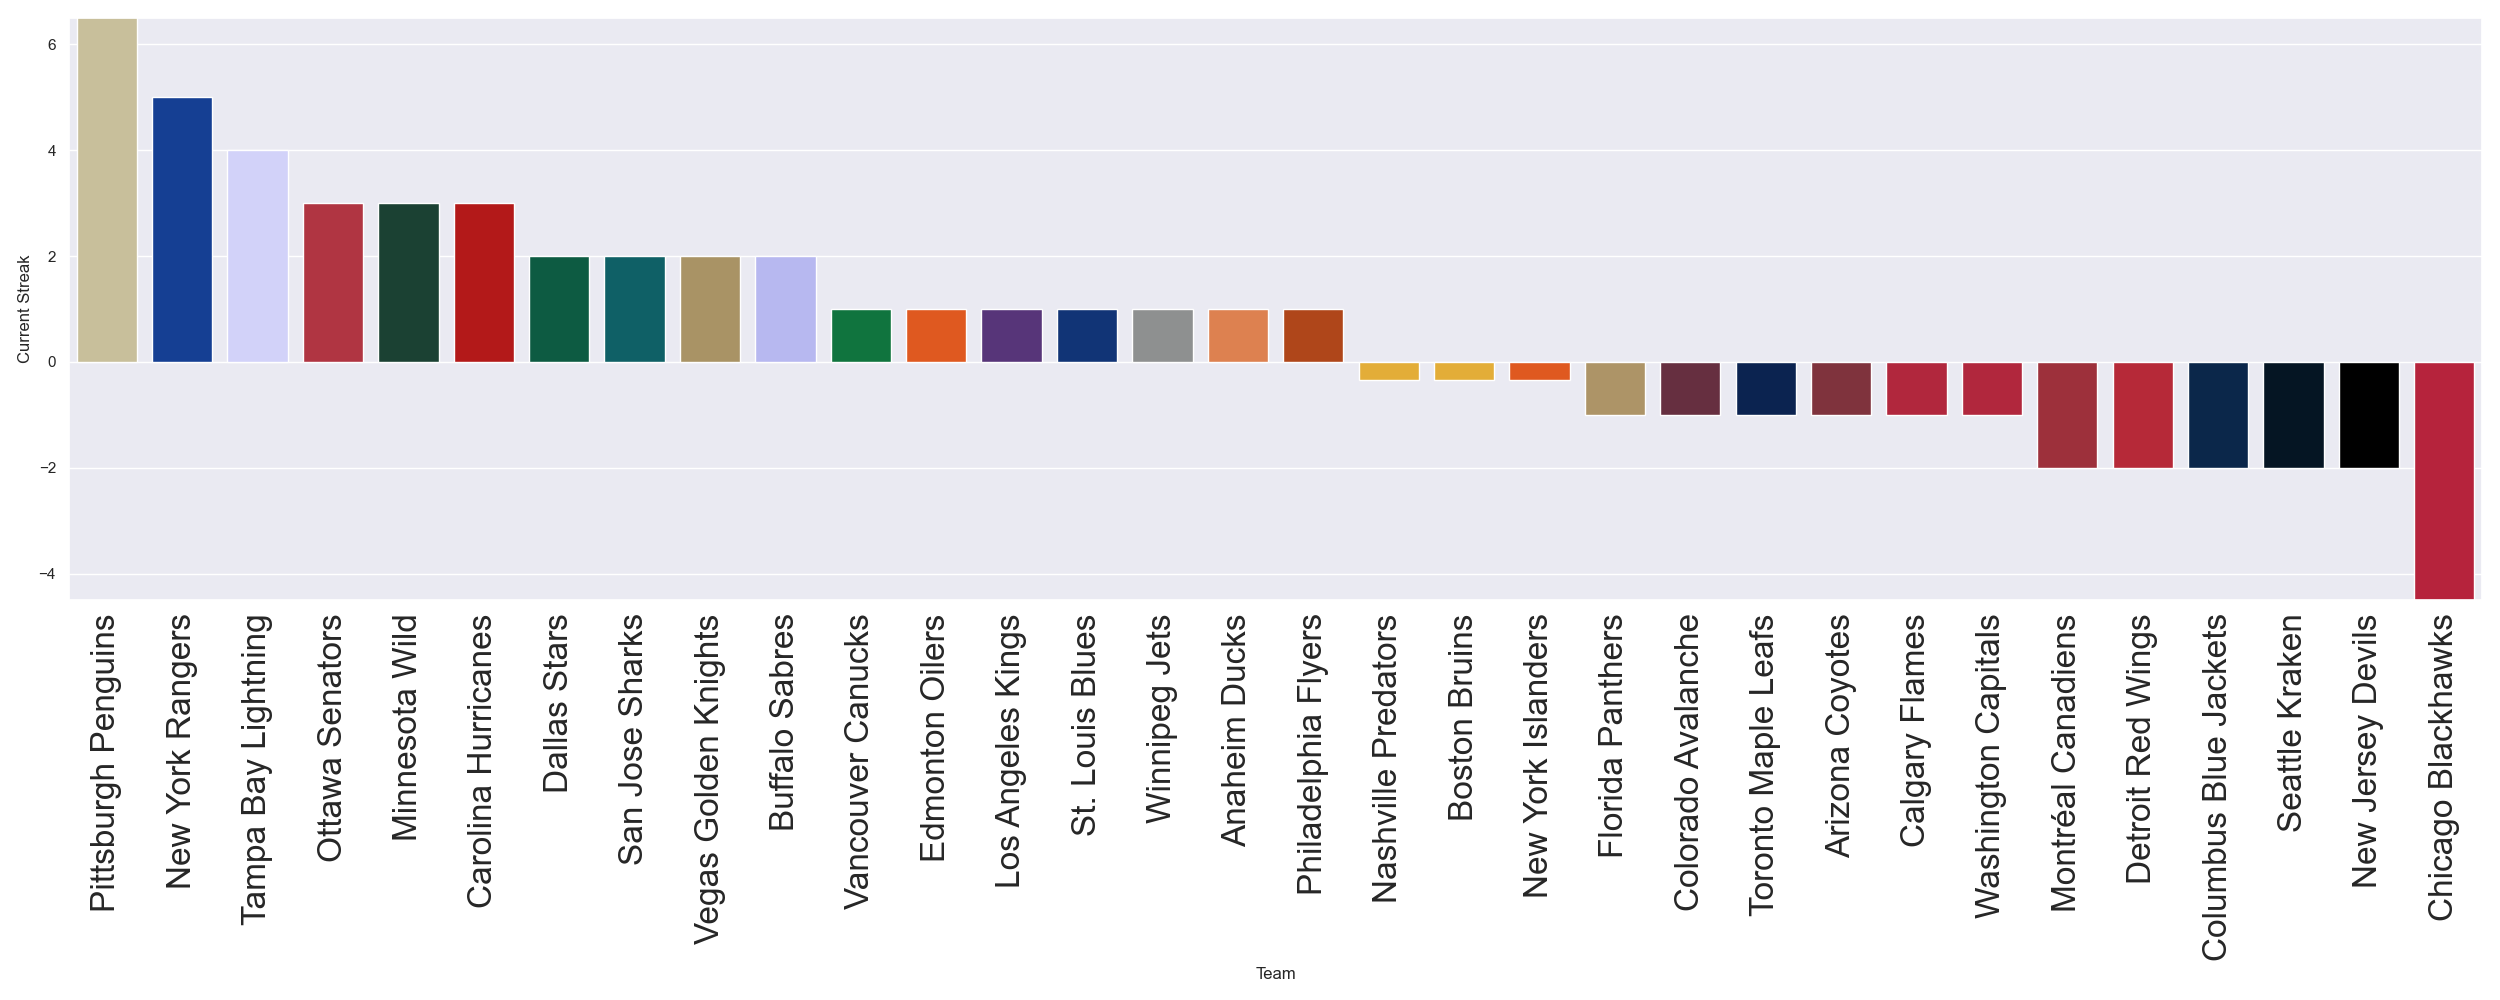 6
4
2
0
−2
−4
Current Streak
Pittsburgh Penguins
New York Rangers
Tampa Bay Lightning
Ottawa Senators
Minnesota Wild
Carolina Hurricanes
Dallas Stars
San Jose Sharks
Vegas Golden Knights
Buffalo Sabres
Vancouver Canucks
Edmonton Oilers
Los Angeles Kings
St. Louis Blues
Winnipeg Jets
Anaheim Ducks
Philadelphia Flyers
Nashville Predators
Boston Bruins
New York Islanders
Florida Panthers
Colorado Avalanche
Toronto Maple Leafs
Arizona Coyotes
Calgary Flames
Washington Capitals
Montréal Canadiens
Detroit Red Wings
Columbus Blue Jackets
Seattle Kraken
New Jersey Devils
Chicago Blackhawks
Team